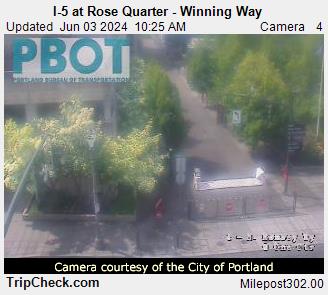 I-5 at Rose Quarter - Winning Way
Updated Jun 03 2024 10:25 AM Camera 4
PBOT
PORTLAND BUREAU OF TRANSPORTATION
Camera courtesy of the City of Portland
TripCheck.com Milepost302.00